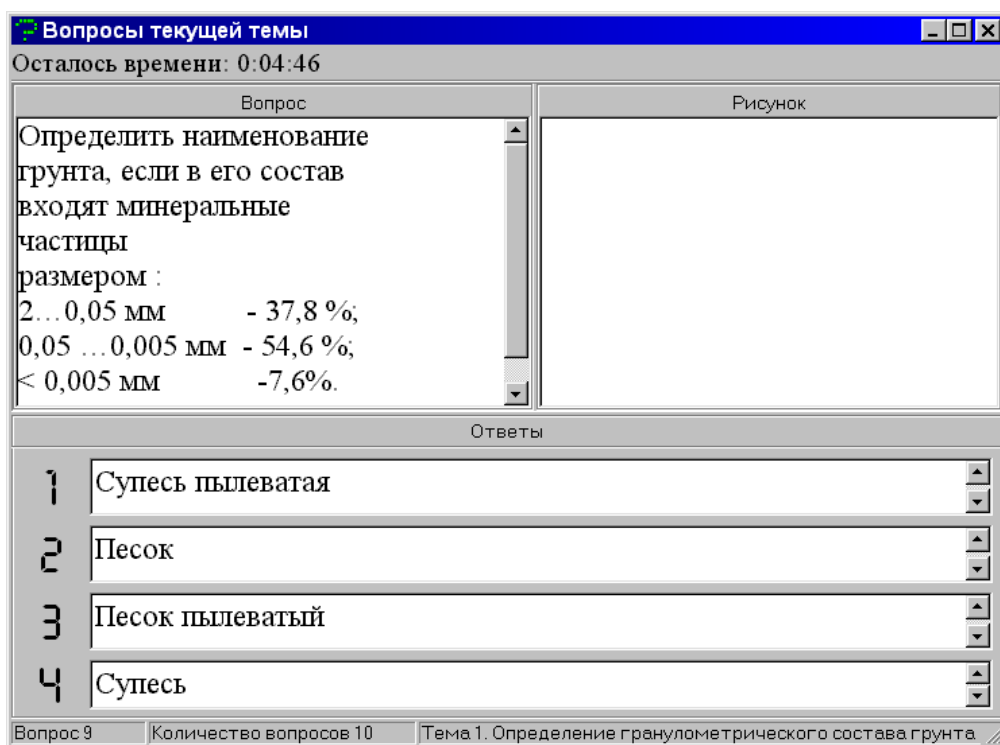 Вопросы текущей темы
Осталось времени: 0:04:46
Вопрос
Рисунок
Определить наименование
грунта, если в его состав
входят минеральные
частицы
размером :
2...0,05 мм - 37,8 %;
0,05 ...0,005 мм - 54,6 %;
< 0,005 мм -7,6%.
Ответы
1 Супесь пылеватая
2 Песок
3 Песок пылеватый
4 Супесь
Вопрос 9 Количество вопросов 10 Тема 1. Определение гранулометрического состава грунта